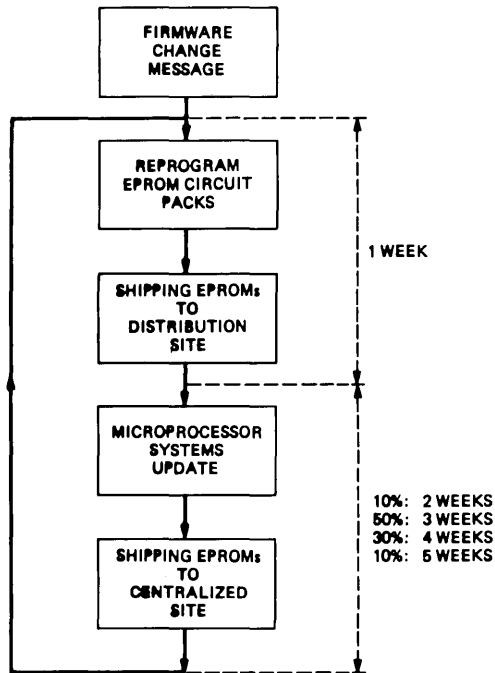 FIRMWARE
CHANGE
MESSAGE
REPROGRAM
EPROM CIRCUIT
PACKS
1 WEEK
SHIPPING EPROMs
TO
DISTRIBUTION
SITE
MICROPROCESSOR
SYSTEMS
UPDATE
10%: 2 WEEKS
50%: 3 WEEKS
30%: 4 WEEKS
10%: 5 WEEKS
SHIPPING EPROMs
TO
CENTRALIZED
SITE